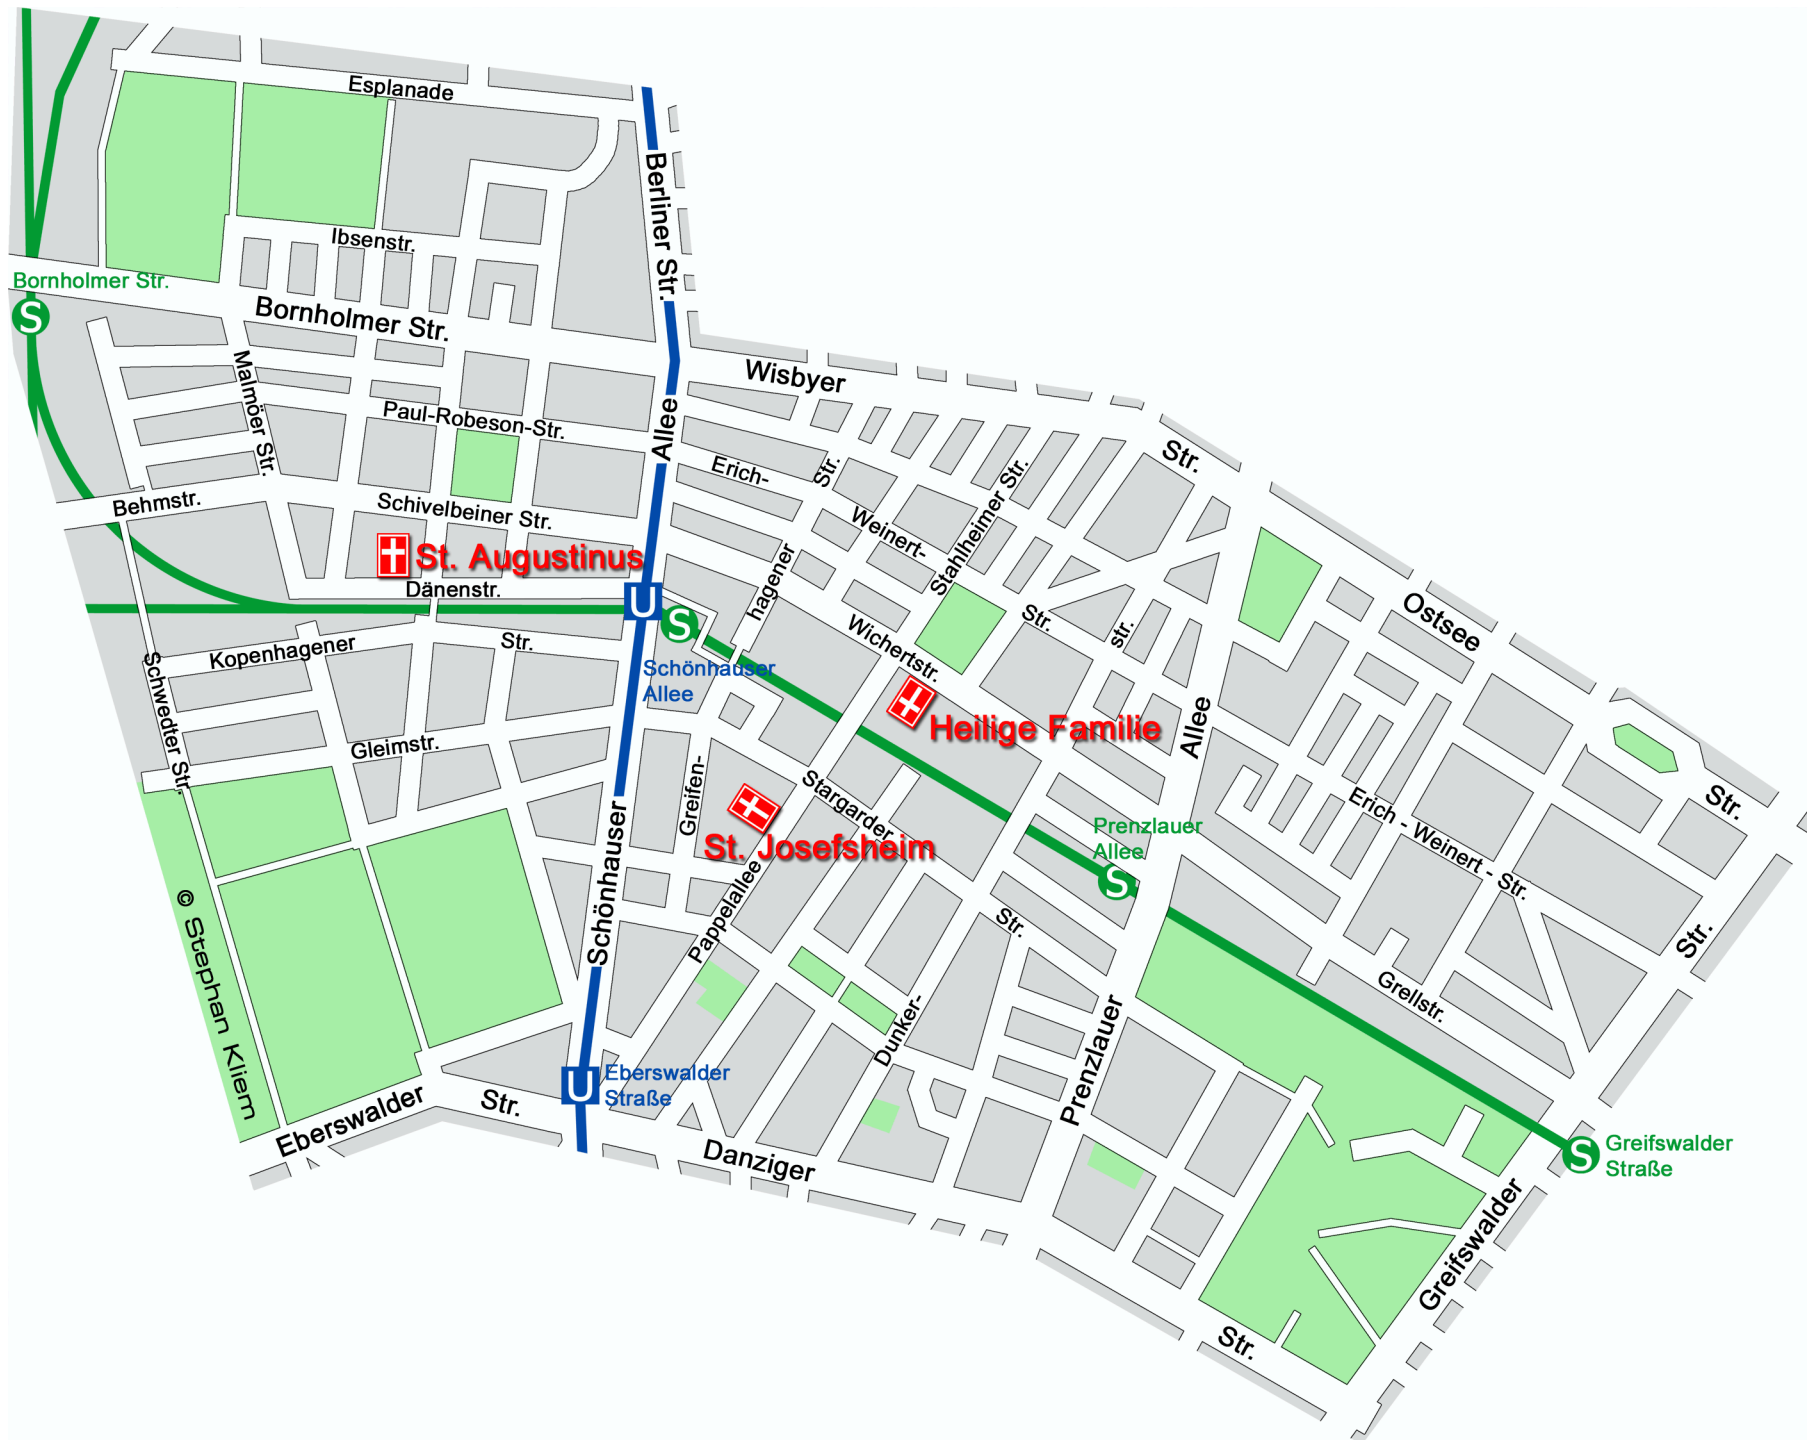 Esplanade
Berliner Str.
Ibsenstr.
Bornholmer Str.
S
Bornholmer Str.
Malmöer Str.
Wisbyer
Str.
Allee
Paul-Robeson-Str.
Erich-
Str.
Stahlheimer Str.
Behmstr.
Schivelbeiner Str.
Weinert-
St. Augustinus
Dänenstr.
U
S
hagener
Str.
str.
Ostsee
Str.
Kopenhagener
Str.
Wichertstr.
Schönhauser
Allee
Schwedter Str.
Heilige Familie
Allee
Gleimstr.
Greifen-
Stargarder
Str.
St. Josefsheim
Prenzlauer
Allee
S
Erich - Weinert - Str.
Schönhauser
Pappelallee
Str.
Str.
Grellstr.
© Stephan Kliem
Dunker-
Prenzlauer
U
Eberswalder
Straße
Eberswalder
Str.
Danziger
Str.
S
Greifswalder
Straße
Greifswalder